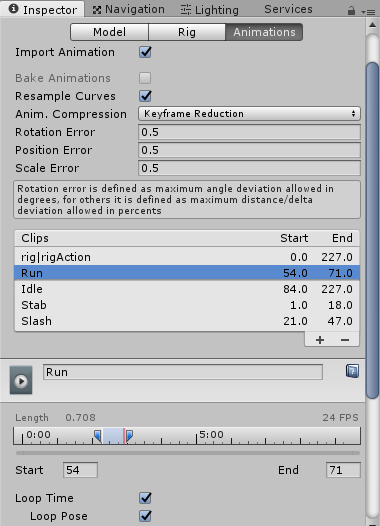 Inspector Navigation Lighting Services
Model Rig Animations
Import Animation
Bake Animations
Resample Curves
Anim. Compression Keyframe Reduction
Rotation Error 0.5
Position Error 0.5
Scale Error 0.5
Rotation error is defined as maximum angle deviation allowed in
degrees, for others it is defined as maximum distance/delta
deviation allowed in percents
Clips Start End
rig|rigAction 0.0 227.0
Run 54.0 71.0
Idle 84.0 227.0
Stab 1.0 18.0
Slash 21.0 47.0
+ −
Run
Length 0.708 24 FPS
0:00 5:00
Start 54 End 71
Loop Time
Loop Pose